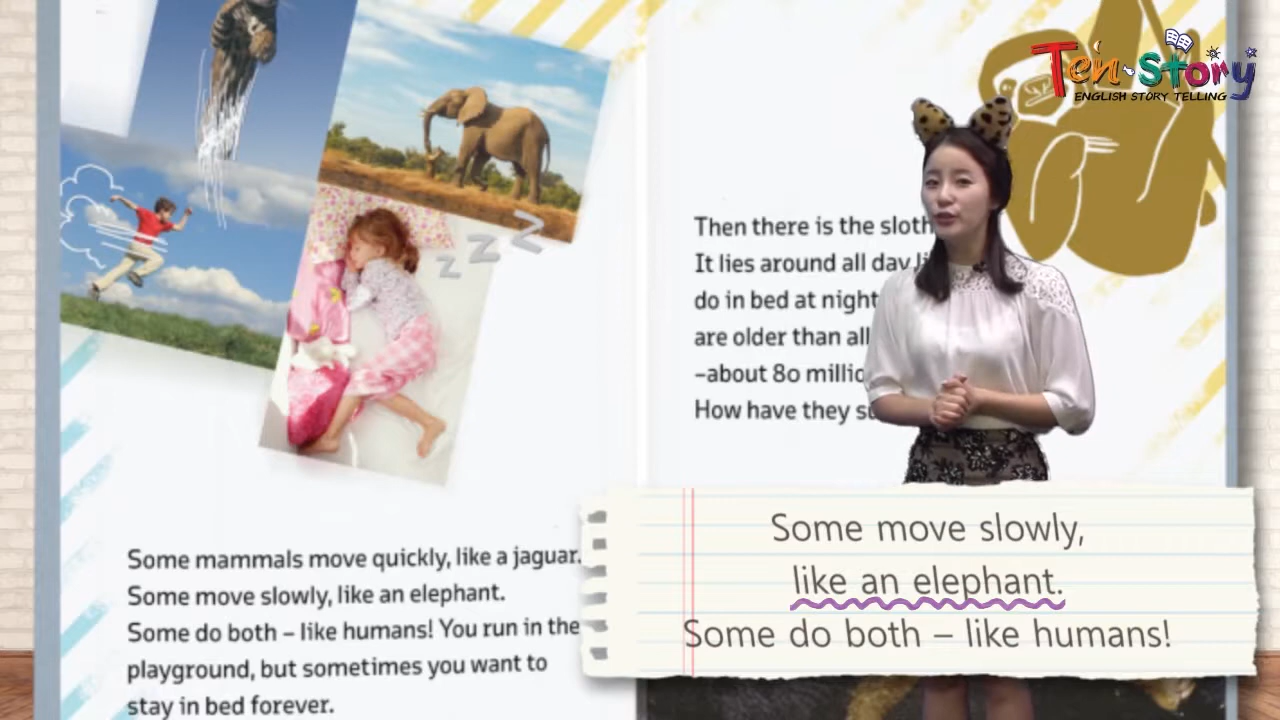 Ten Story
ENGLISH STORY TELLING
z z z
Then there is the sloth
It lies around all day
do in bed at night
are older than all
–about 80
How have they
Some mammals move quickly, like a jaguar.
Some move slowly, like an elephant.
Some do both – like humans! You run in the
playground, but sometimes you want to
stay in bed forever.
Some move slowly,
like an elephant.
Some do both – like humans!